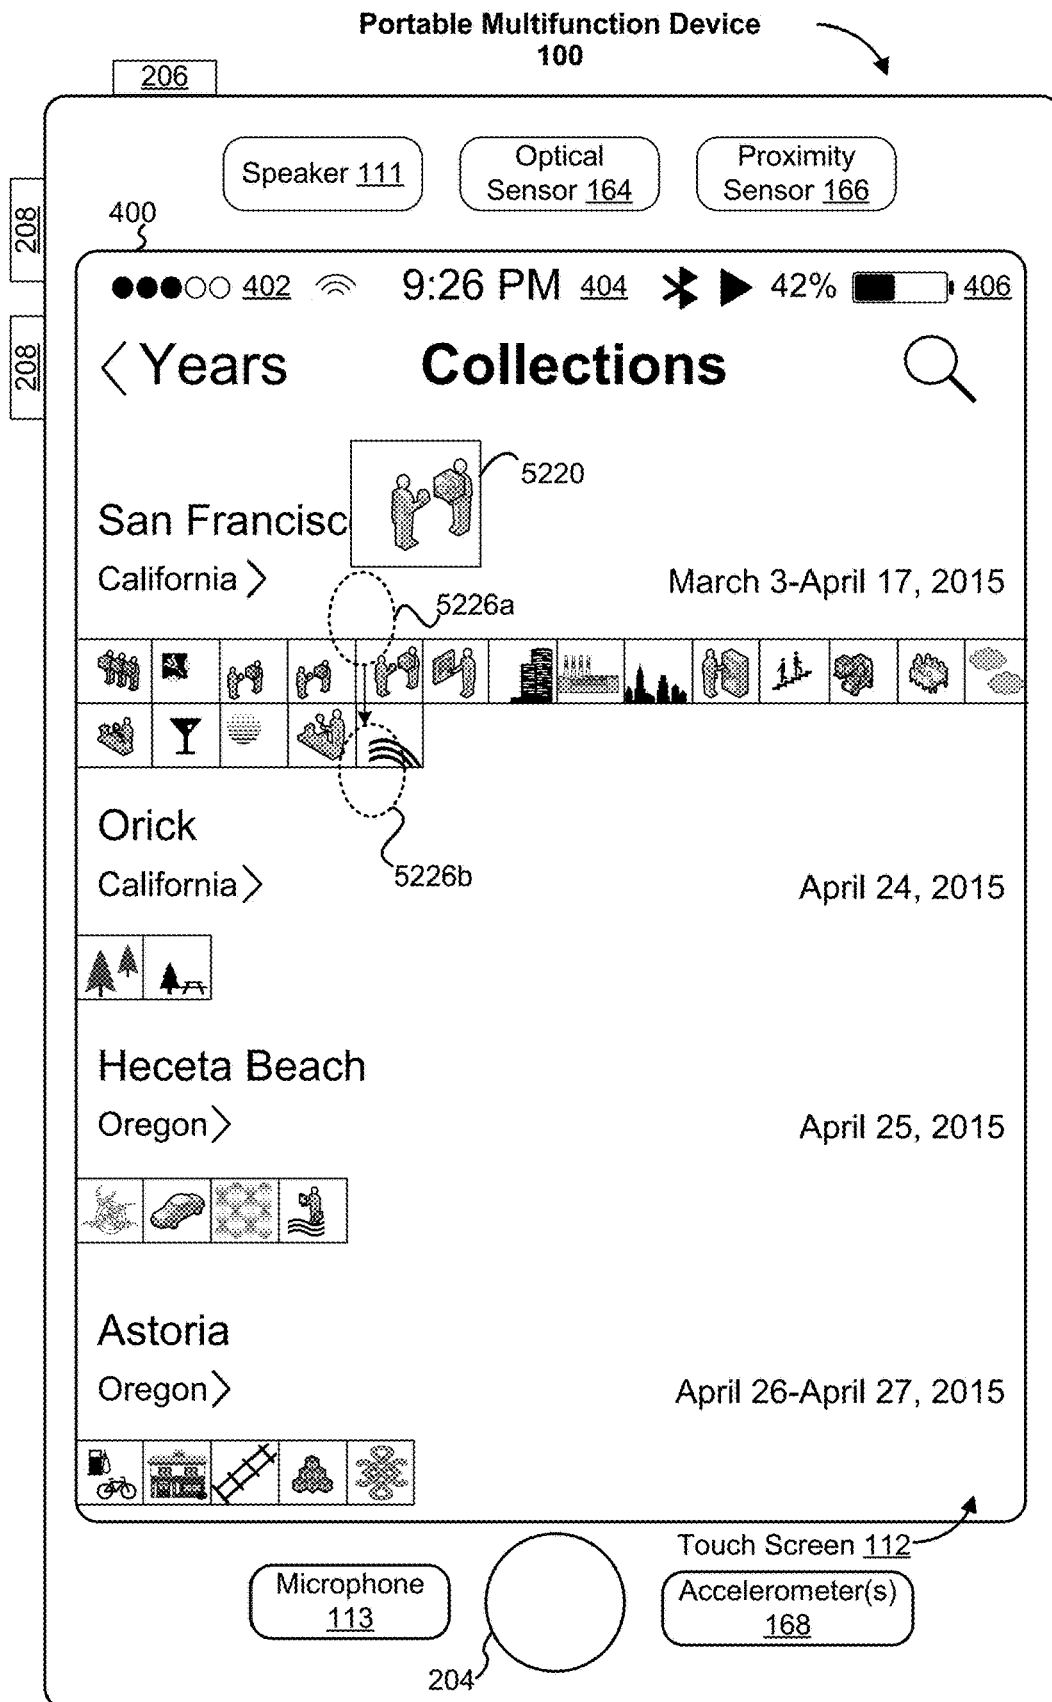 Portable Multifunction Device
100
206
Speaker 111
Optical
Sensor 164
Proximity
Sensor 166
208
400
402
9:26 PM 404
42%
406
208
< Years
Collections
5220
San Francisc
California >
5226a
March 3-April 17, 2015
Orick
California >
5226b
April 24, 2015
Heceta Beach
Oregon >
April 25, 2015
Astoria
Oregon >
April 26-April 27, 2015
Touch Screen 112
Microphone
113
Accelerometer(s)
168
204